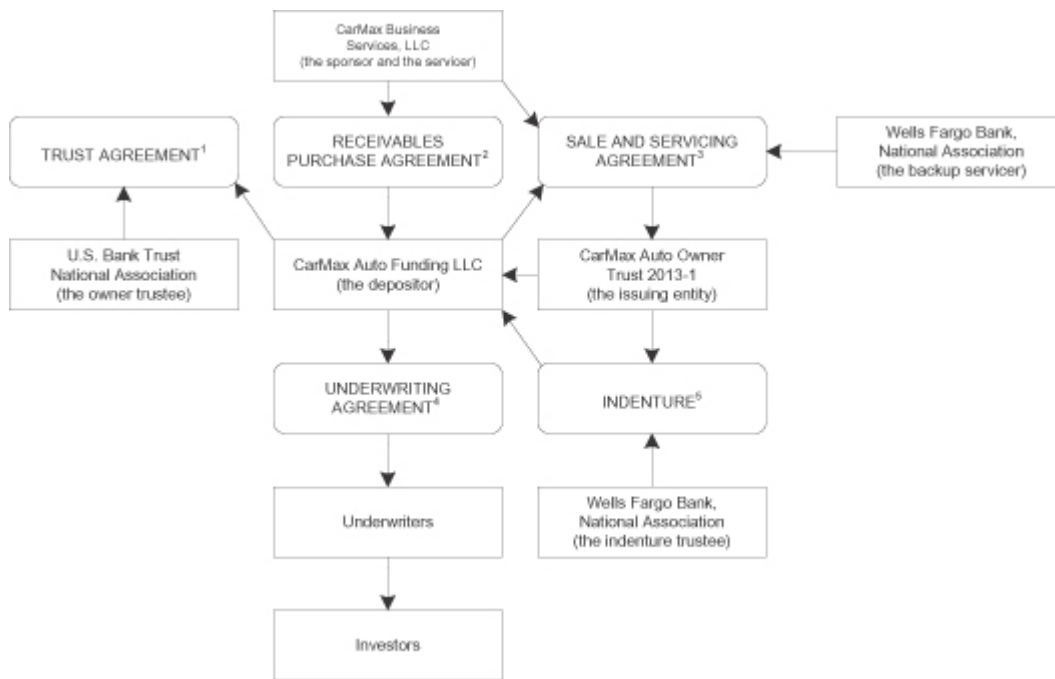 CarMax Business
Services, LLC
(the sponsor and the servicer)
TRUST AGREEMENT¹
RECEIVABLES
PURCHASE AGREEMENT²
SALE AND SERVICING
AGREEMENT³
Wells Fargo Bank,
National Association
(the backup servicer)
U.S. Bank Trust
National Association
(the owner trustee)
CarMax Auto Funding LLC
(the depositor)
CarMax Auto Owner
Trust 2013-1
(the issuing entity)
UNDERWRITING
AGREEMENT⁴
INDENTURE⁵
Underwriters
Wells Fargo Bank,
National Association
(the indenture trustee)
Investors